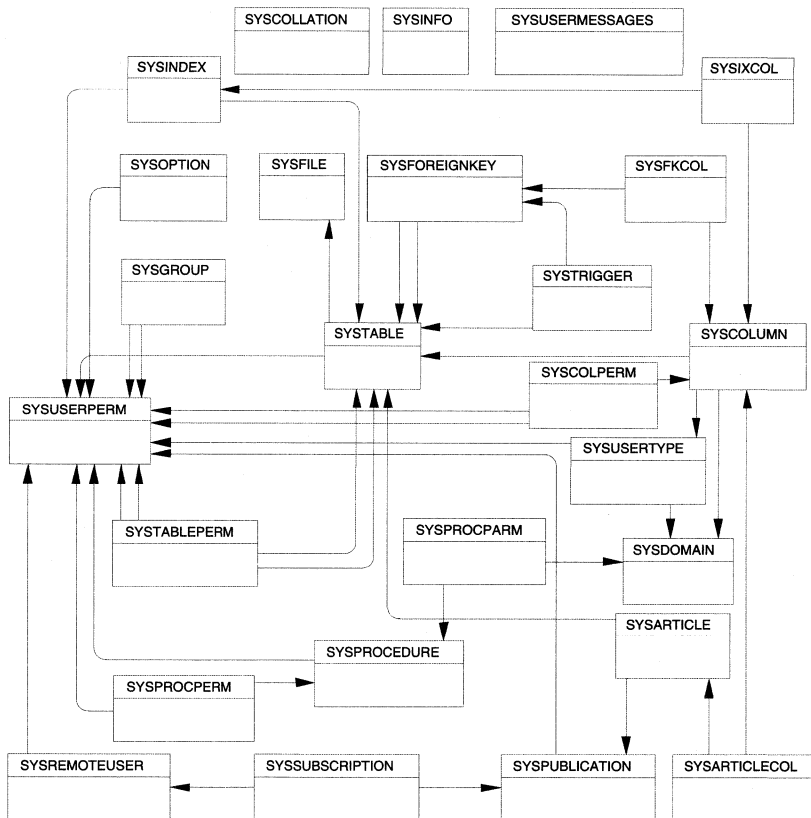 SYSCOLLATION
SYSINFO
SYSUSERMESSAGES
SYSINDEX
SYSIXCOL
SYSOPTION
SYSFILE
SYSFOREIGNKEY
SYSFKCOL
SYSGROUP
SYSTRIGGER
SYSTABLE
SYSCOLUMN
SYSCOLPERM
SYSUSERPERM
SYSUSERTYPE
SYSTABLEPERM
SYSPROCPARM
SYSDOMAIN
SYSARTICLE
SYSPROCEDURE
SYSPROCPERM
SYSREMOTEUSER
SYSSUBSCRIPTION
SYSPUBLICATION
SYSARTICLECOL